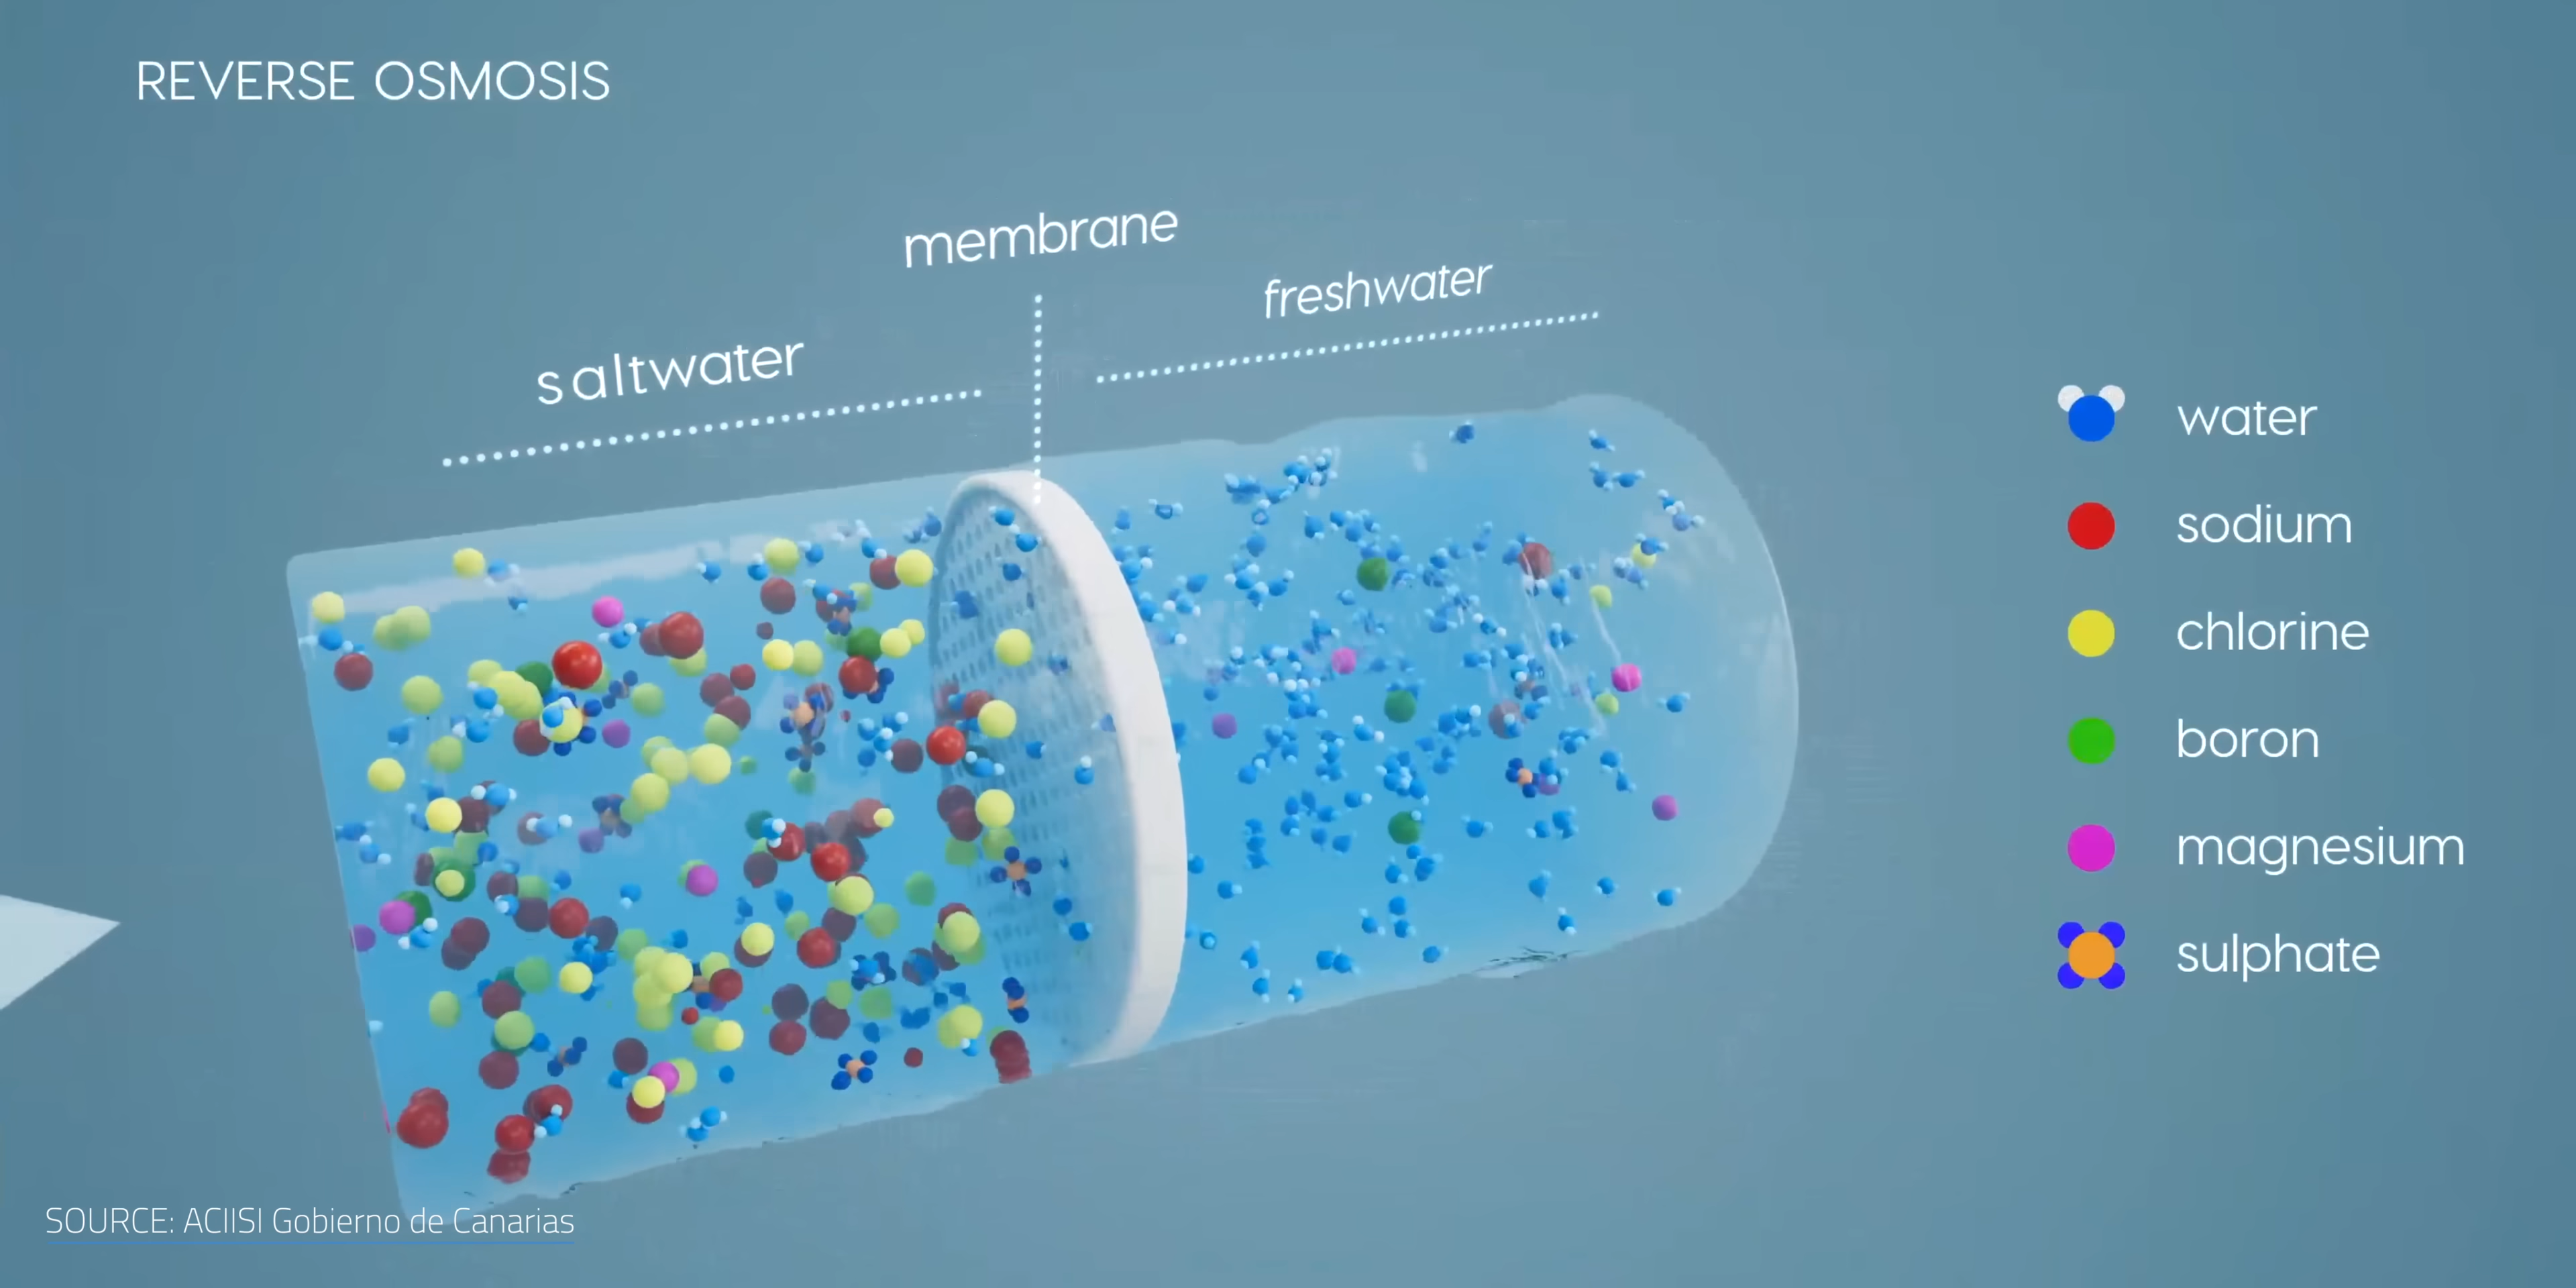 REVERSE OSMOSIS
membrane
freshwater
saltwater
water
sodium
chlorine
boron
magnesium
sulphate
SOURCE: ACIISI Gobierno de Canarias